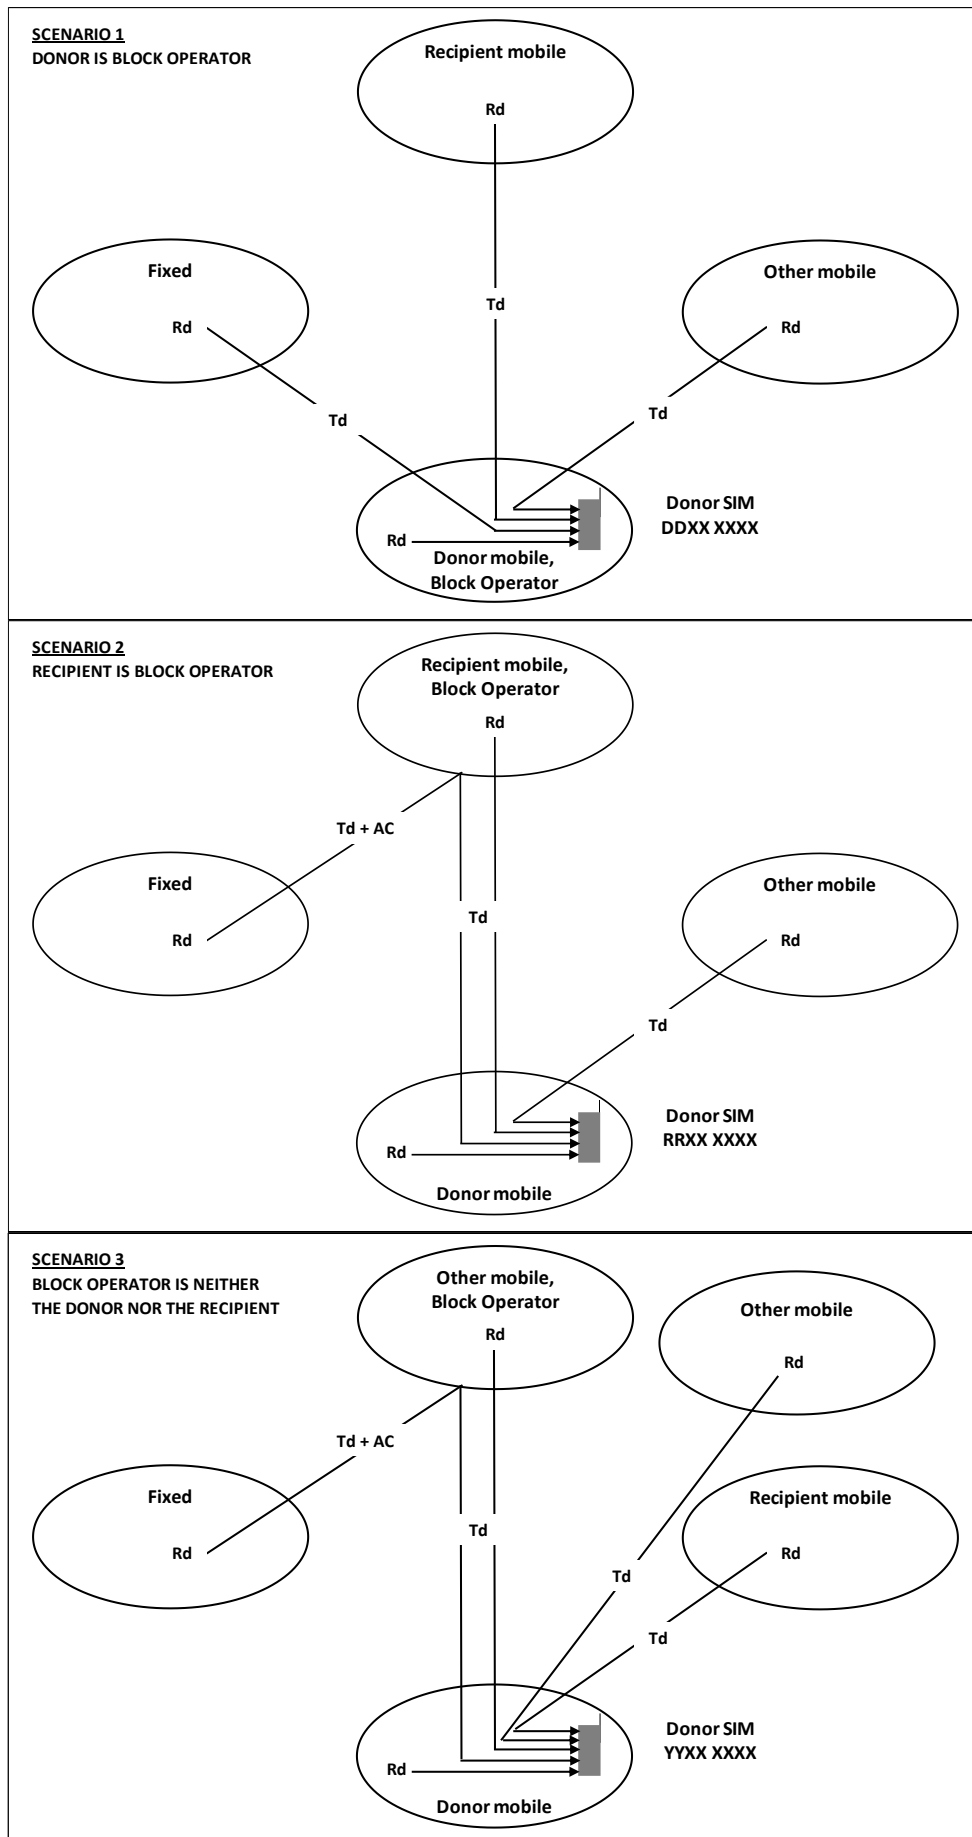 SCENARIO 1
DONOR IS BLOCK OPERATOR
Recipient mobile
Rd
Fixed
Rd
Other mobile
Rd
Td
Td
Td
Rd
Donor mobile,
Block Operator
Donor SIM
DDXX XXXX
SCENARIO 2
RECIPIENT IS BLOCK OPERATOR
Recipient mobile,
Block Operator
Rd
Td + AC
Fixed
Rd
Other mobile
Rd
Td
Td
Rd
Donor mobile
Donor SIM
RRXX XXXX
SCENARIO 3
BLOCK OPERATOR IS NEITHER
THE DONOR NOR THE RECIPIENT
Other mobile,
Block Operator
Rd
Other mobile
Rd
Td + AC
Fixed
Rd
Recipient mobile
Rd
Td
Td
Td
Rd
Donor mobile
Donor SIM
YYXX XXXX